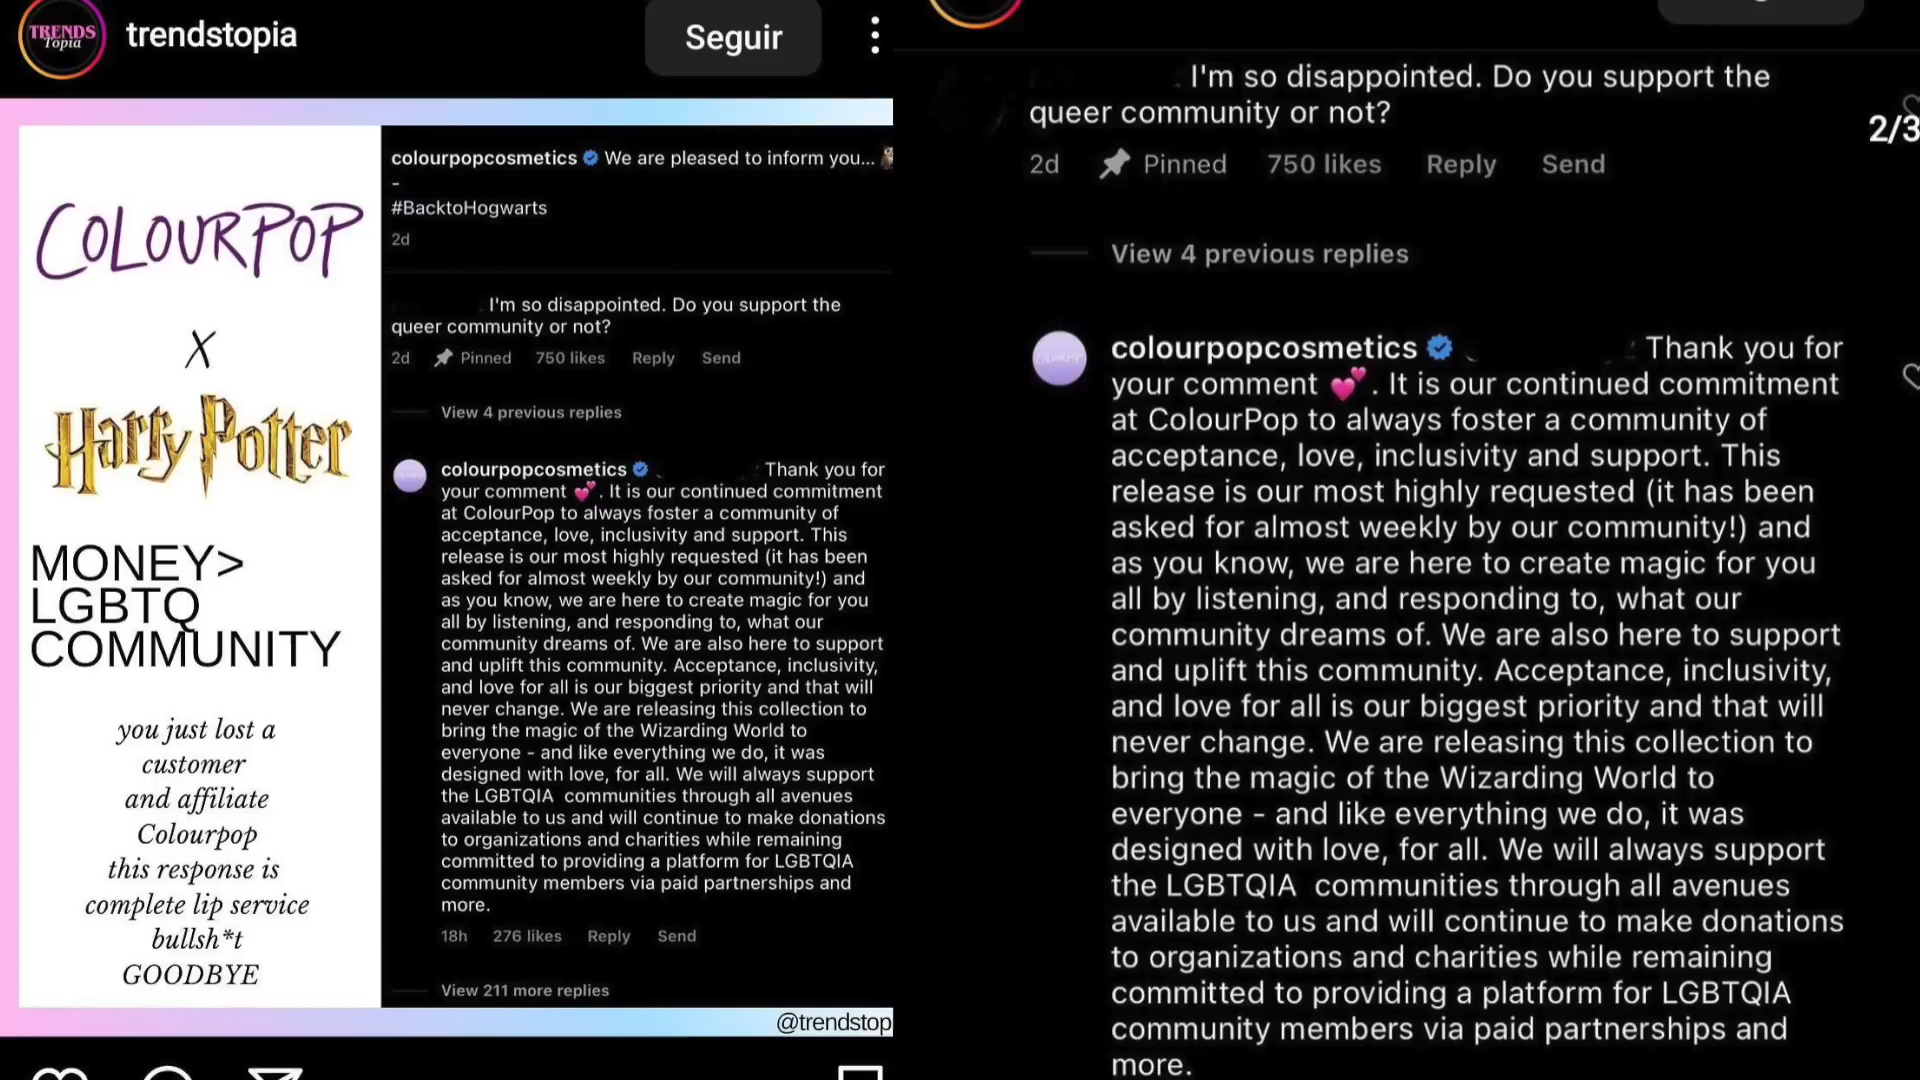 TRENDS
Topia
trendstopia
Seguir
COLOURPOP
X
Harry Potter
MONEY>
LGBTQ
COMMUNITY
you just lost a
customer
and affiliate
Colourpop
this response is
complete lip service
bullsh*t
GOODBYE
colourpopcosmetics We are pleased to inform you...
-
#BacktoHogwarts
2d
I'm so disappointed. Do you support the
queer community or not?
2d Pinned 750 likes Reply Send
View 4 previous replies
colourpopcosmetics Thank you for
your comment 💕. It is our continued commitment
at ColourPop to always foster a community of
acceptance, love, inclusivity and support. This
release is our most highly requested (it has been
asked for almost weekly by our community!) and
as you know, we are here to create magic for you
all by listening, and responding to, what our
community dreams of. We are also here to support
and uplift this community. Acceptance, inclusivity,
and love for all is our biggest priority and that will
never change. We are releasing this collection to
bring the magic of the Wizarding World to
everyone - and like everything we do, it was
designed with love, for all. We will always support
the LGBTQIA communities through all avenues
available to us and will continue to make donations
to organizations and charities while remaining
committed to providing a platform for LGBTQIA
community members via paid partnerships and
more.
18h 276 likes Reply Send
View 211 more replies
@trendstop
I'm so disappointed. Do you support the
queer community or not?
2/3
2d Pinned 750 likes Reply Send
View 4 previous replies
colourpopcosmetics Thank you for
your comment 💕. It is our continued commitment
at ColourPop to always foster a community of
acceptance, love, inclusivity and support. This
release is our most highly requested (it has been
asked for almost weekly by our community!) and
as you know, we are here to create magic for you
all by listening, and responding to, what our
community dreams of. We are also here to support
and uplift this community. Acceptance, inclusivity,
and love for all is our biggest priority and that will
never change. We are releasing this collection to
bring the magic of the Wizarding World to
everyone - and like everything we do, it was
designed with love, for all. We will always support
the LGBTQIA communities through all avenues
available to us and will continue to make donations
to organizations and charities while remaining
committed to providing a platform for LGBTQIA
community members via paid partnerships and
more.